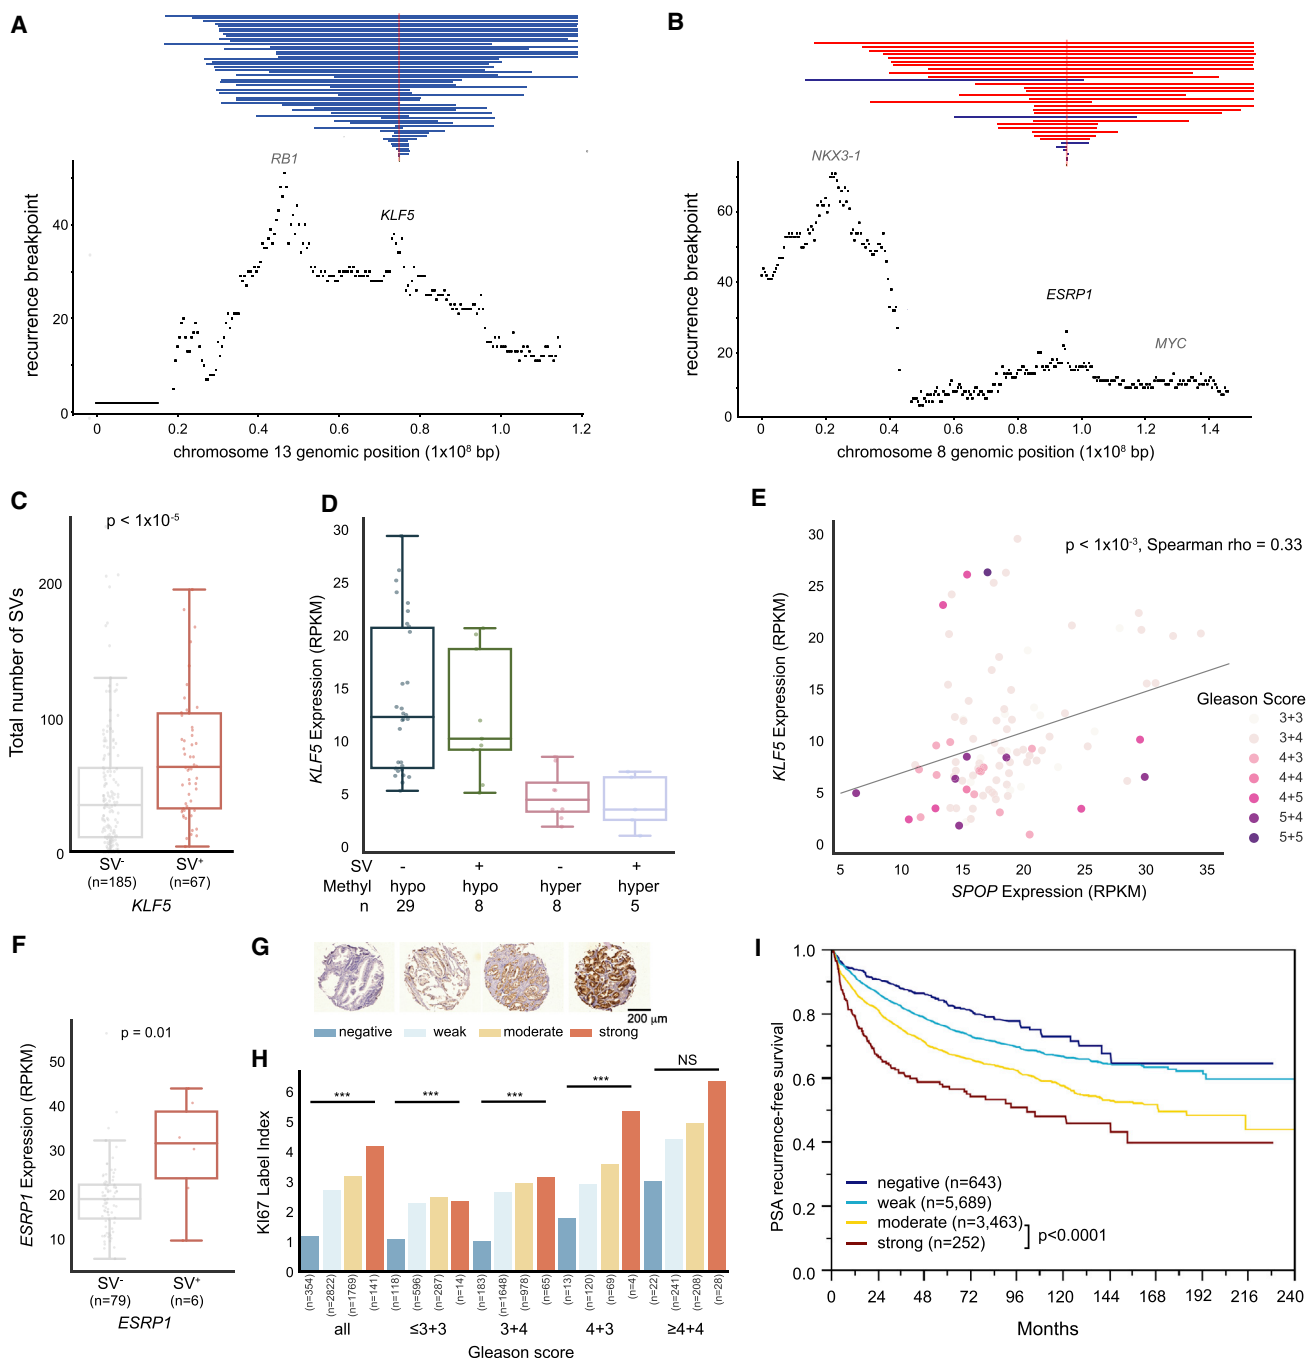 A
RB1
KLF5
recurrence breakpoint
40
20
0
0 0.2 0.4 0.6 0.8 1.0 1.2
chromosome 13 genomic position (1x10⁸ bp)
B
NKX3-1
ESRP1
MYC
recurrence breakpoint
60
40
20
0
0 0.2 0.4 0.6 0.8 1.0 1.2 1.4
chromosome 8 genomic position (1x10⁸ bp)
C
p < 1x10⁻⁵
Total number of SVs
200
100
0
SV⁻ SV⁺
(n=185) (n=67)
KLF5
D
KLF5 Expression (RPKM)
30
25
20
15
10
5
0
SV - + - +
Methyl hypo hypo hyper hyper
n 29 8 8 5
E
p < 1x10⁻³, Spearman rho = 0.33
KLF5 Expression (RPKM)
30
25
20
15
10
5
0
5 10 15 20 25 30 35
SPOP Expression (RPKM)
Gleason Score
3+3
3+4
4+3
4+4
4+5
5+4
5+5
F
p = 0.01
ESRP1 Expression (RPKM)
50
40
30
20
10
SV⁻ SV⁺
(n=79) (n=6)
ESRP1
G
200 µm
negative weak moderate strong
H
*** *** *** *** NS
KI67 Label Index
6
5
4
3
2
1
0
(n=354) (n=2822) (n=1769) (n=141) (n=118) (n=596) (n=287) (n=14) (n=183) (n=1648) (n=978) (n=65) (n=13) (n=120) (n=69) (n=4) (n=22) (n=241) (n=208) (n=28)
all ≤3+3 3+4 4+3 ≥4+4
Gleason score
I
PSA recurrence-free survival
1.0
0.8
0.6
0.4
0.2
0.0
negative (n=643)
weak (n=5,689)
moderate (n=3,463)
strong (n=252)
p<0.0001
0 24 48 72 96 120 144 168 192 216 240
Months